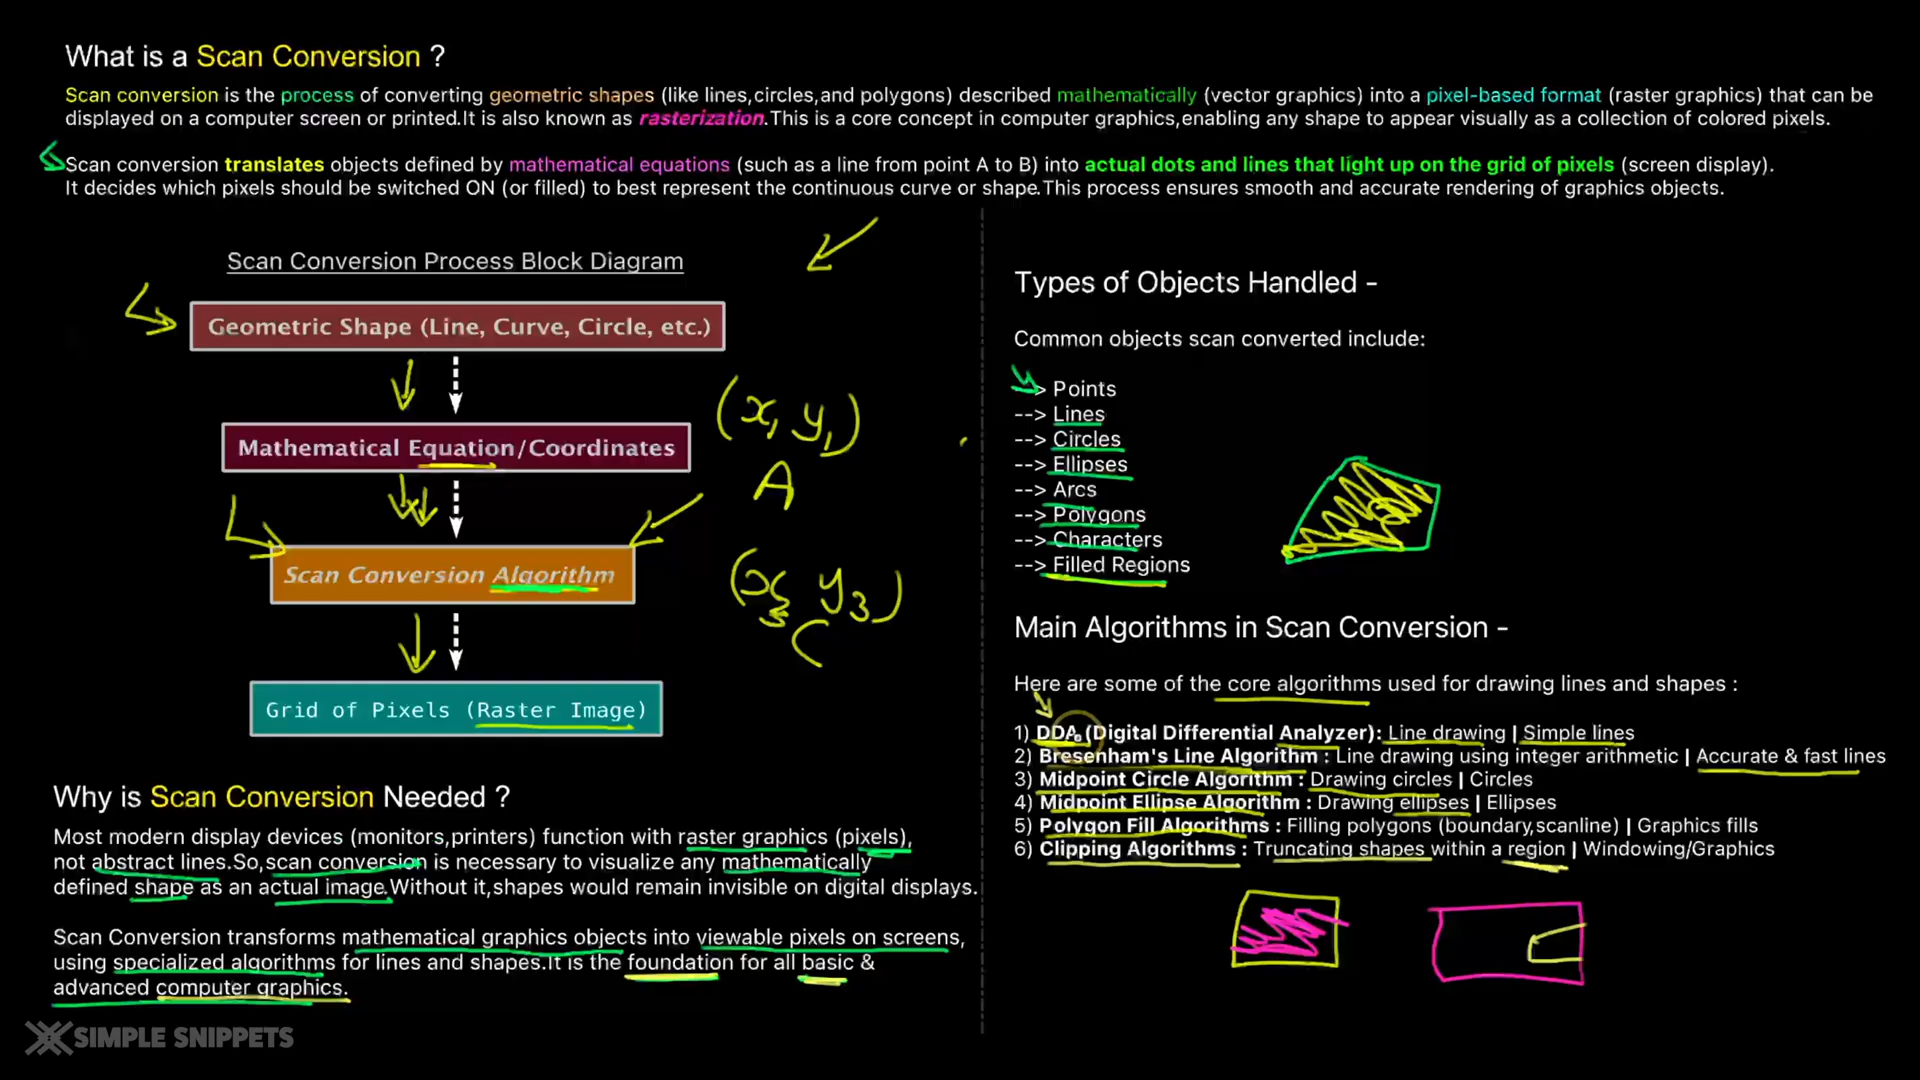 What is a Scan Conversion ?
Scan conversion is the process of converting geometric shapes (like lines,circles,and polygons) described mathematically (vector graphics) into a pixel-based format (raster graphics) that can be
displayed on a computer screen or printed.It is also known as rasterization.This is a core concept in computer graphics,enabling any shape to appear visually as a collection of colored pixels.
Scan conversion translates objects defined by mathematical equations (such as a line from point A to B) into actual dots and lines that light up on the grid of pixels (screen display).
It decides which pixels should be switched ON (or filled) to best represent the continuous curve or shape.This process ensures smooth and accurate rendering of graphics objects.
Scan Conversion Process Block Diagram
Geometric Shape (Line, Curve, Circle, etc.)
Mathematical Equation/Coordinates
(x1 y1)
A
Scan Conversion Algorithm
(x3 y3)
C
Grid of Pixels (Raster Image)
Why is Scan Conversion Needed ?
Most modern display devices (monitors,printers) function with raster graphics (pixels),
not abstract lines.So,scan conversion is necessary to visualize any mathematically
defined shape as an actual image.Without it,shapes would remain invisible on digital displays.
Scan Conversion transforms mathematical graphics objects into viewable pixels on screens,
using specialized algorithms for lines and shapes.It is the foundation for all basic &
advanced computer graphics.
SIMPLE SNIPPETS
Types of Objects Handled -
Common objects scan converted include:
--> Points
--> Lines
--> Circles
--> Ellipses
--> Arcs
--> Polygons
--> Characters
--> Filled Regions
Main Algorithms in Scan Conversion -
Here are some of the core algorithms used for drawing lines and shapes :
1) DDA (Digital Differential Analyzer): Line drawing | Simple lines
2) Bresenham's Line Algorithm : Line drawing using integer arithmetic | Accurate & fast lines
3) Midpoint Circle Algorithm : Drawing circles | Circles
4) Midpoint Ellipse Algorithm : Drawing ellipses | Ellipses
5) Polygon Fill Algorithms : Filling polygons (boundary,scanline) | Graphics fills
6) Clipping Algorithms : Truncating shapes within a region | Windowing/Graphics